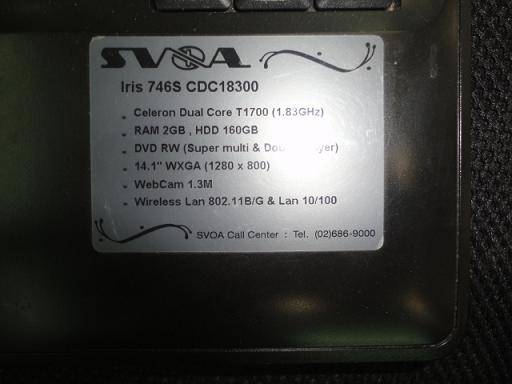 SVOA
Iris 746S CDC18300
Celeron Dual Core T1700 (1.83GHz)
RAM 2GB , HDD 160GB
DVD RW (Super multi &
14.1" WXGA (1280 x 800)
WebCam 1.3M
Wireless Lan 802.11B/G & Lan 10/100
SVOA Call Center : Tel. (02)686-9000